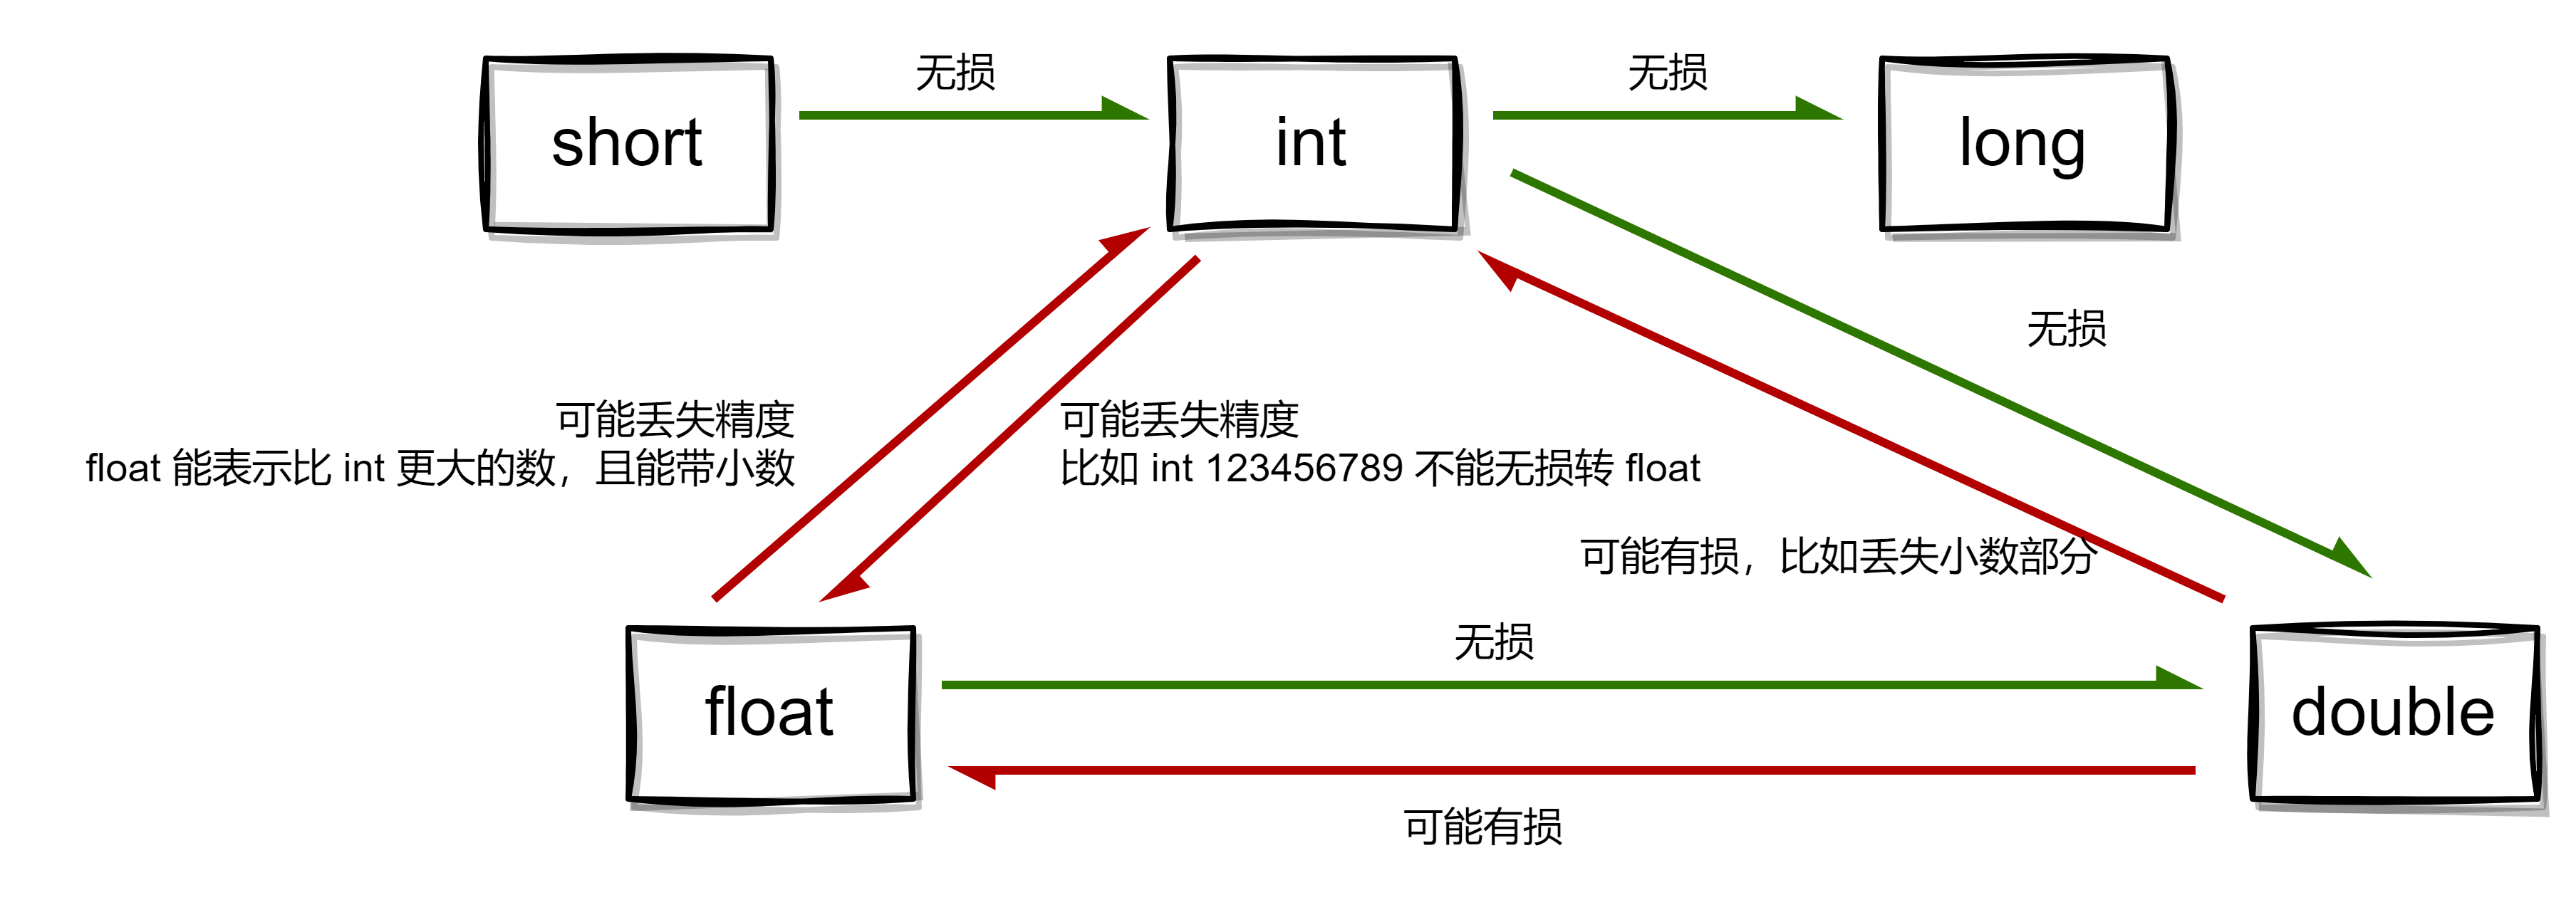 无损
无损
short
int
long
无损
可能丢失精度
float 能表示比 int 更大的数，且能带小数
可能丢失精度
比如 int 123456789 不能无损转 float
可能有损，比如丢失小数部分
无损
float
double
可能有损